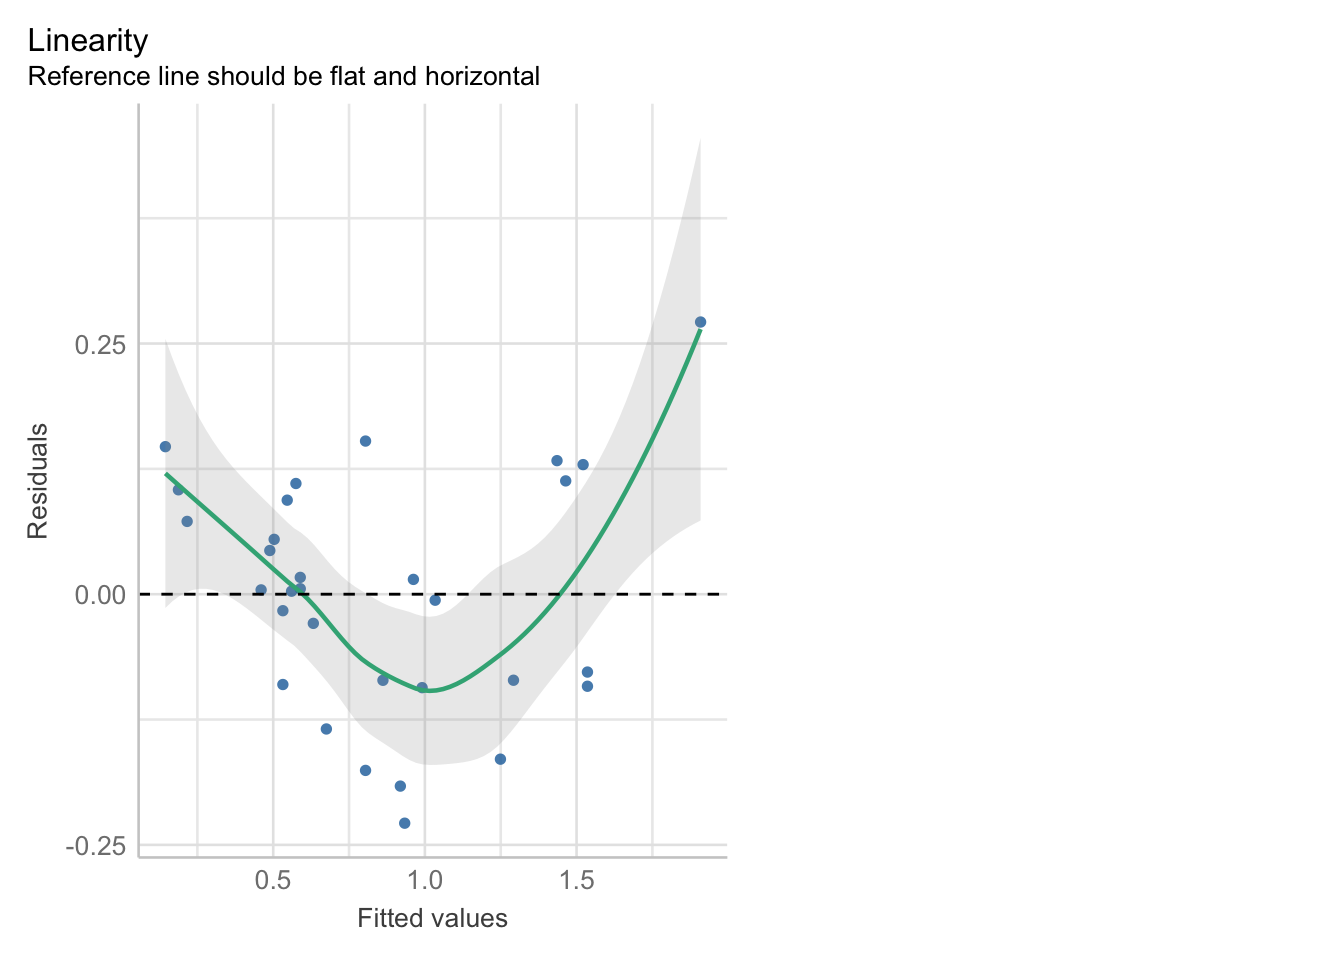 Linearity
Reference line should be flat and horizontal
0.25
0.00
-0.25
Residuals
0.5 1.0 1.5
Fitted values